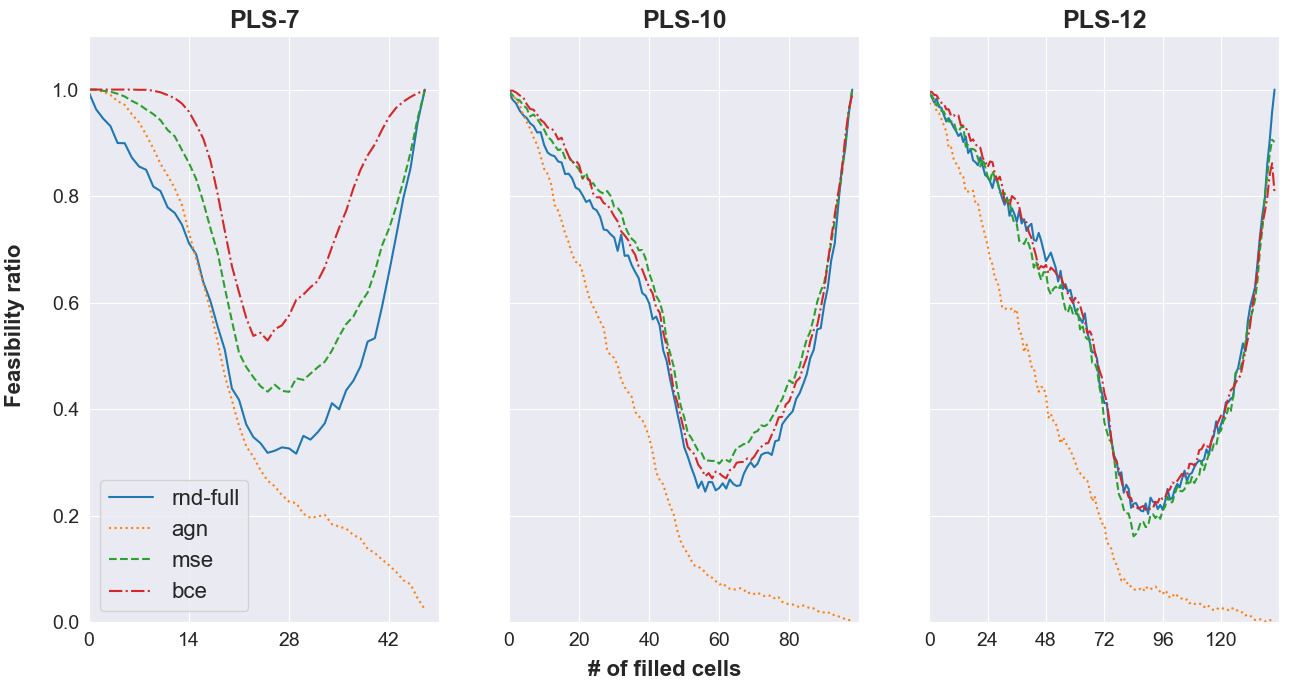 PLS-7 PLS-10 PLS-12
Feasibility ratio
1.0
0.8
0.6
0.4
0.2
0.0
rnd-full
agn
mse
bce
0 14 28 42 0 20 40 60 80 0 24 48 72 96 120
# of filled cells